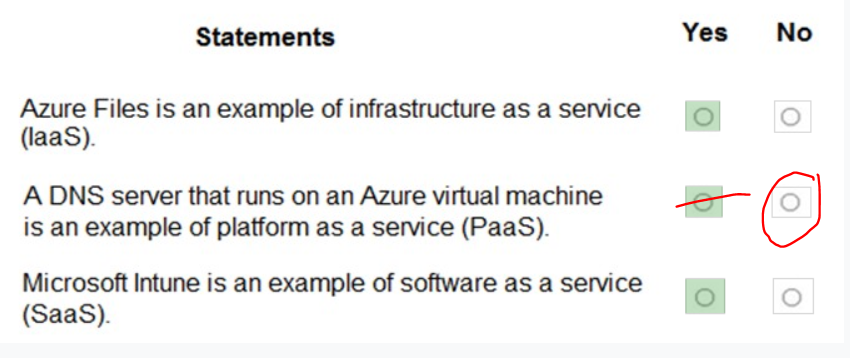 Statements Yes No
Azure Files is an example of infrastructure as a service
(IaaS).
A DNS server that runs on an Azure virtual machine
is an example of platform as a service (PaaS).
Microsoft Intune is an example of software as a service
(SaaS).